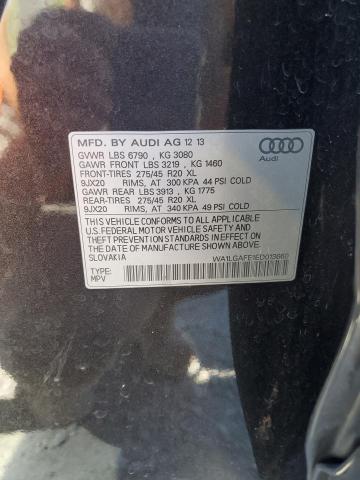 MFD. BY AUDI AG 12 13
GVWR LBS 6790 , KG 3080
GAWR FRONT LBS 3219 , KG 1460
FRONT-TIRES 275/45 R20 XL
9JX20 RIMS, AT 300 KPA 44 PSI COLD
GAWR REAR LBS 3913 , KG 1775
REAR-TIRES 275/45 R20 XL
9JX20 RIMS, AT 340 KPA 49 PSI COLD
THIS VEHICLE CONFORMS TO ALL APPLICABLE
U.S. FEDERAL MOTOR VEHICLE SAFETY AND
THEFT PREVENTION STANDARDS IN EFFECT ON
THE DATE OF MANUFACTURE SHOWN ABOVE.
SLOVAKIA
WA1LGAFE1ED013660
TYPE:
MPV
Audi